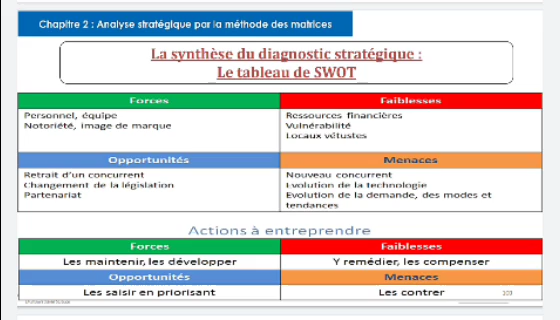 Chapitre 2 : Analyse stratégique par la méthode des matrices
La synthèse du diagnostic stratégique :
Le tableau de SWOT
Forces
Faiblesses
Personnel, équipe
Notoriété, image de marque
Ressources financières
Vulnérabilité
Locaux vétustes
Opportunités
Menaces
Retrait d'un concurrent
Changement de la législation
Partenariat
Nouveau concurrent
Evolution de la technologie
Evolution de la demande, des modes et
tendances
Actions à entreprendre
Forces
Faiblesses
Les maintenir, les développer
Y remédier, les compenser
Opportunités
Menaces
Les saisir en priorisant
Les contrer